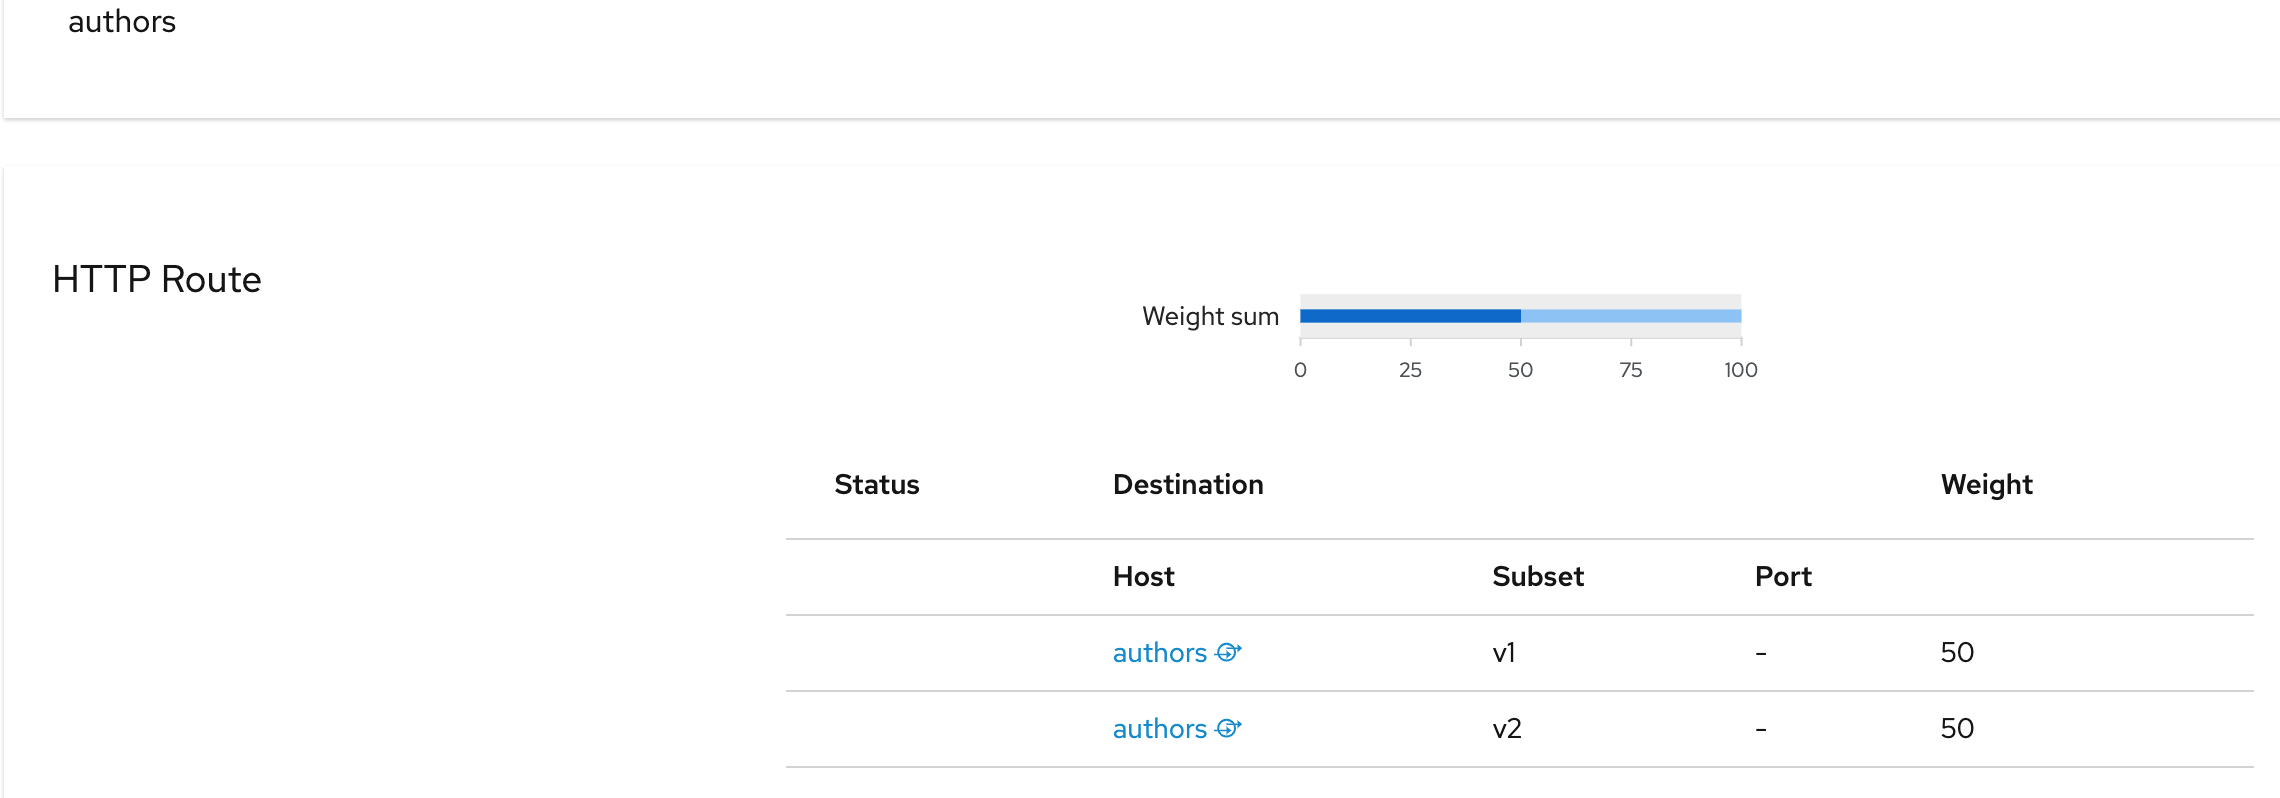 authors
HTTP Route
Weight sum
0 25 50 75 100
Status Destination Weight
Host Subset Port
authors v1 - 50
authors v2 - 50